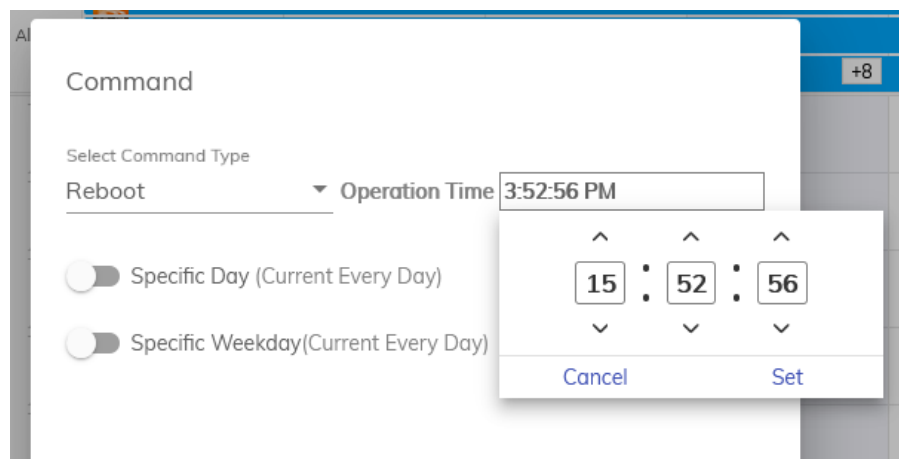 +8
Command
Select Command Type
Reboot Operation Time 3:52:56 PM
15 : 52 : 56
Specific Day (Current Every Day)
Specific Weekday(Current Every Day)
Cancel Set